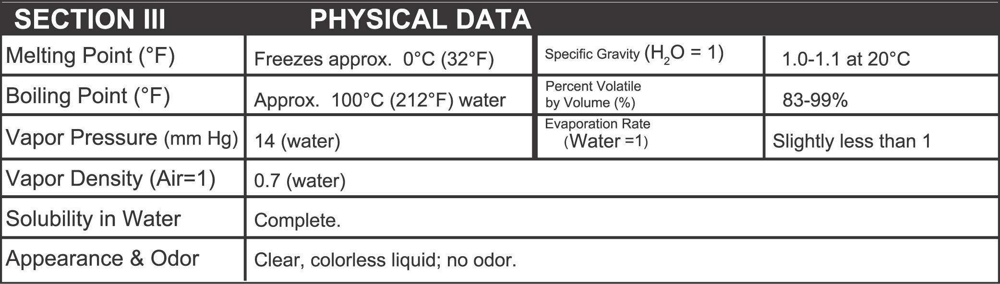 SECTION III PHYSICAL DATA
Melting Point (°F) Freezes approx. 0°C (32°F) Specific Gravity (H₂O = 1) 1.0-1.1 at 20°C
Boiling Point (°F) Approx. 100°C (212°F) water Percent Volatile
by Volume (%) 83-99%
Vapor Pressure (mm Hg) 14 (water) Evaporation Rate
(Water =1) Slightly less than 1
Vapor Density (Air=1) 0.7 (water)
Solubility in Water Complete.
Appearance & Odor Clear, colorless liquid; no odor.